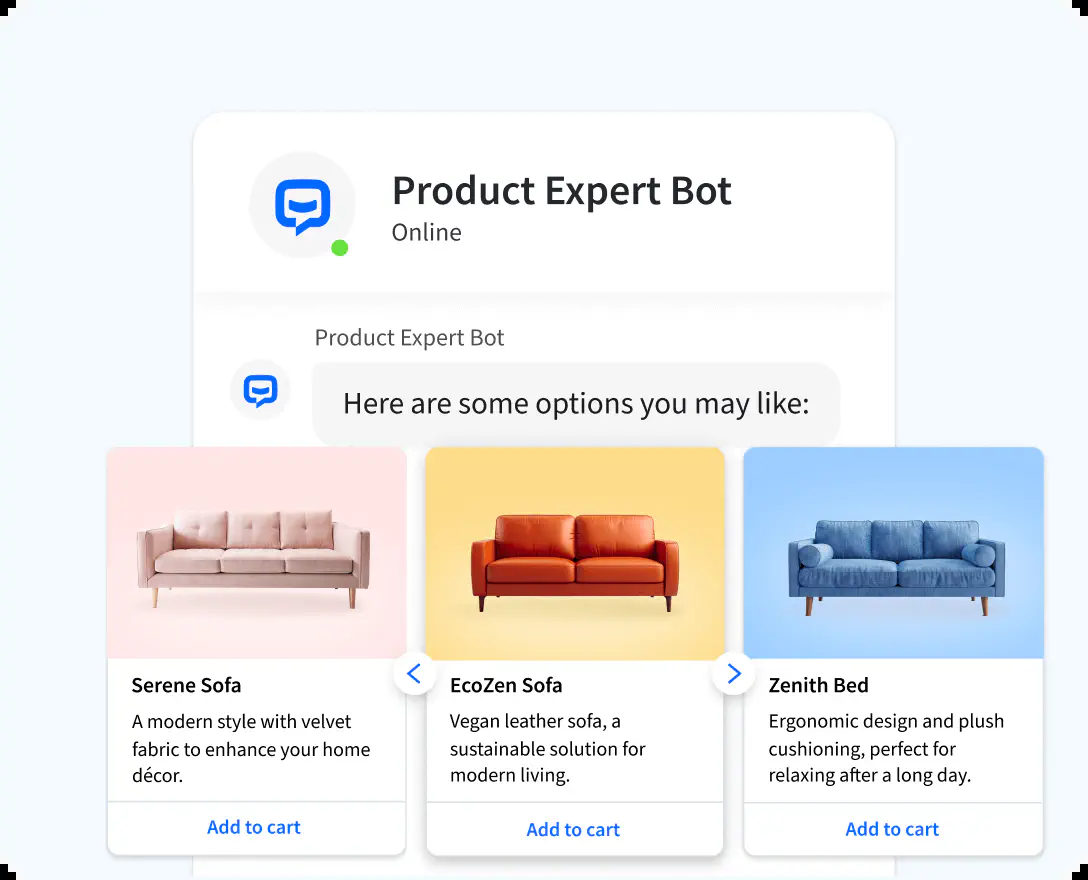 Product Expert Bot
Online
Product Expert Bot
Here are some options you may like:
Serene Sofa
A modern style with velvet
fabric to enhance your home
décor.
Add to cart
EcoZen Sofa
Vegan leather sofa, a
sustainable solution for
modern living.
Add to cart
Zenith Bed
Ergonomic design and plush
cushioning, perfect for
relaxing after a long day.
Add to cart